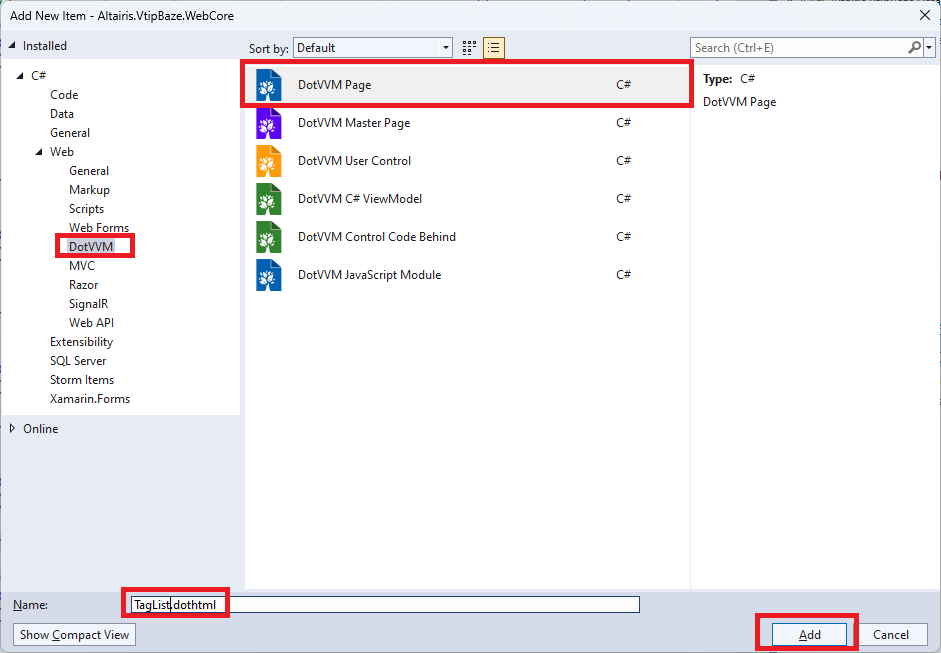 Add New Item - Altairis.VtipBaze.WebCore
Installed
Sort by: Default
Search (Ctrl+E)
C#
Code
Data
General
Web
General
Markup
Scripts
Web Forms
DotVVM
MVC
Razor
SignalR
Web API
Extensibility
SQL Server
Storm Items
Xamarin.Forms
Online
DotVVM Page C#
DotVVM Master Page C#
DotVVM User Control C#
DotVVM C# ViewModel C#
DotVVM Control Code Behind C#
DotVVM JavaScript Module C#
Type: C#
DotVVM Page
Name: TagList.dothtml
Show Compact View
Add
Cancel